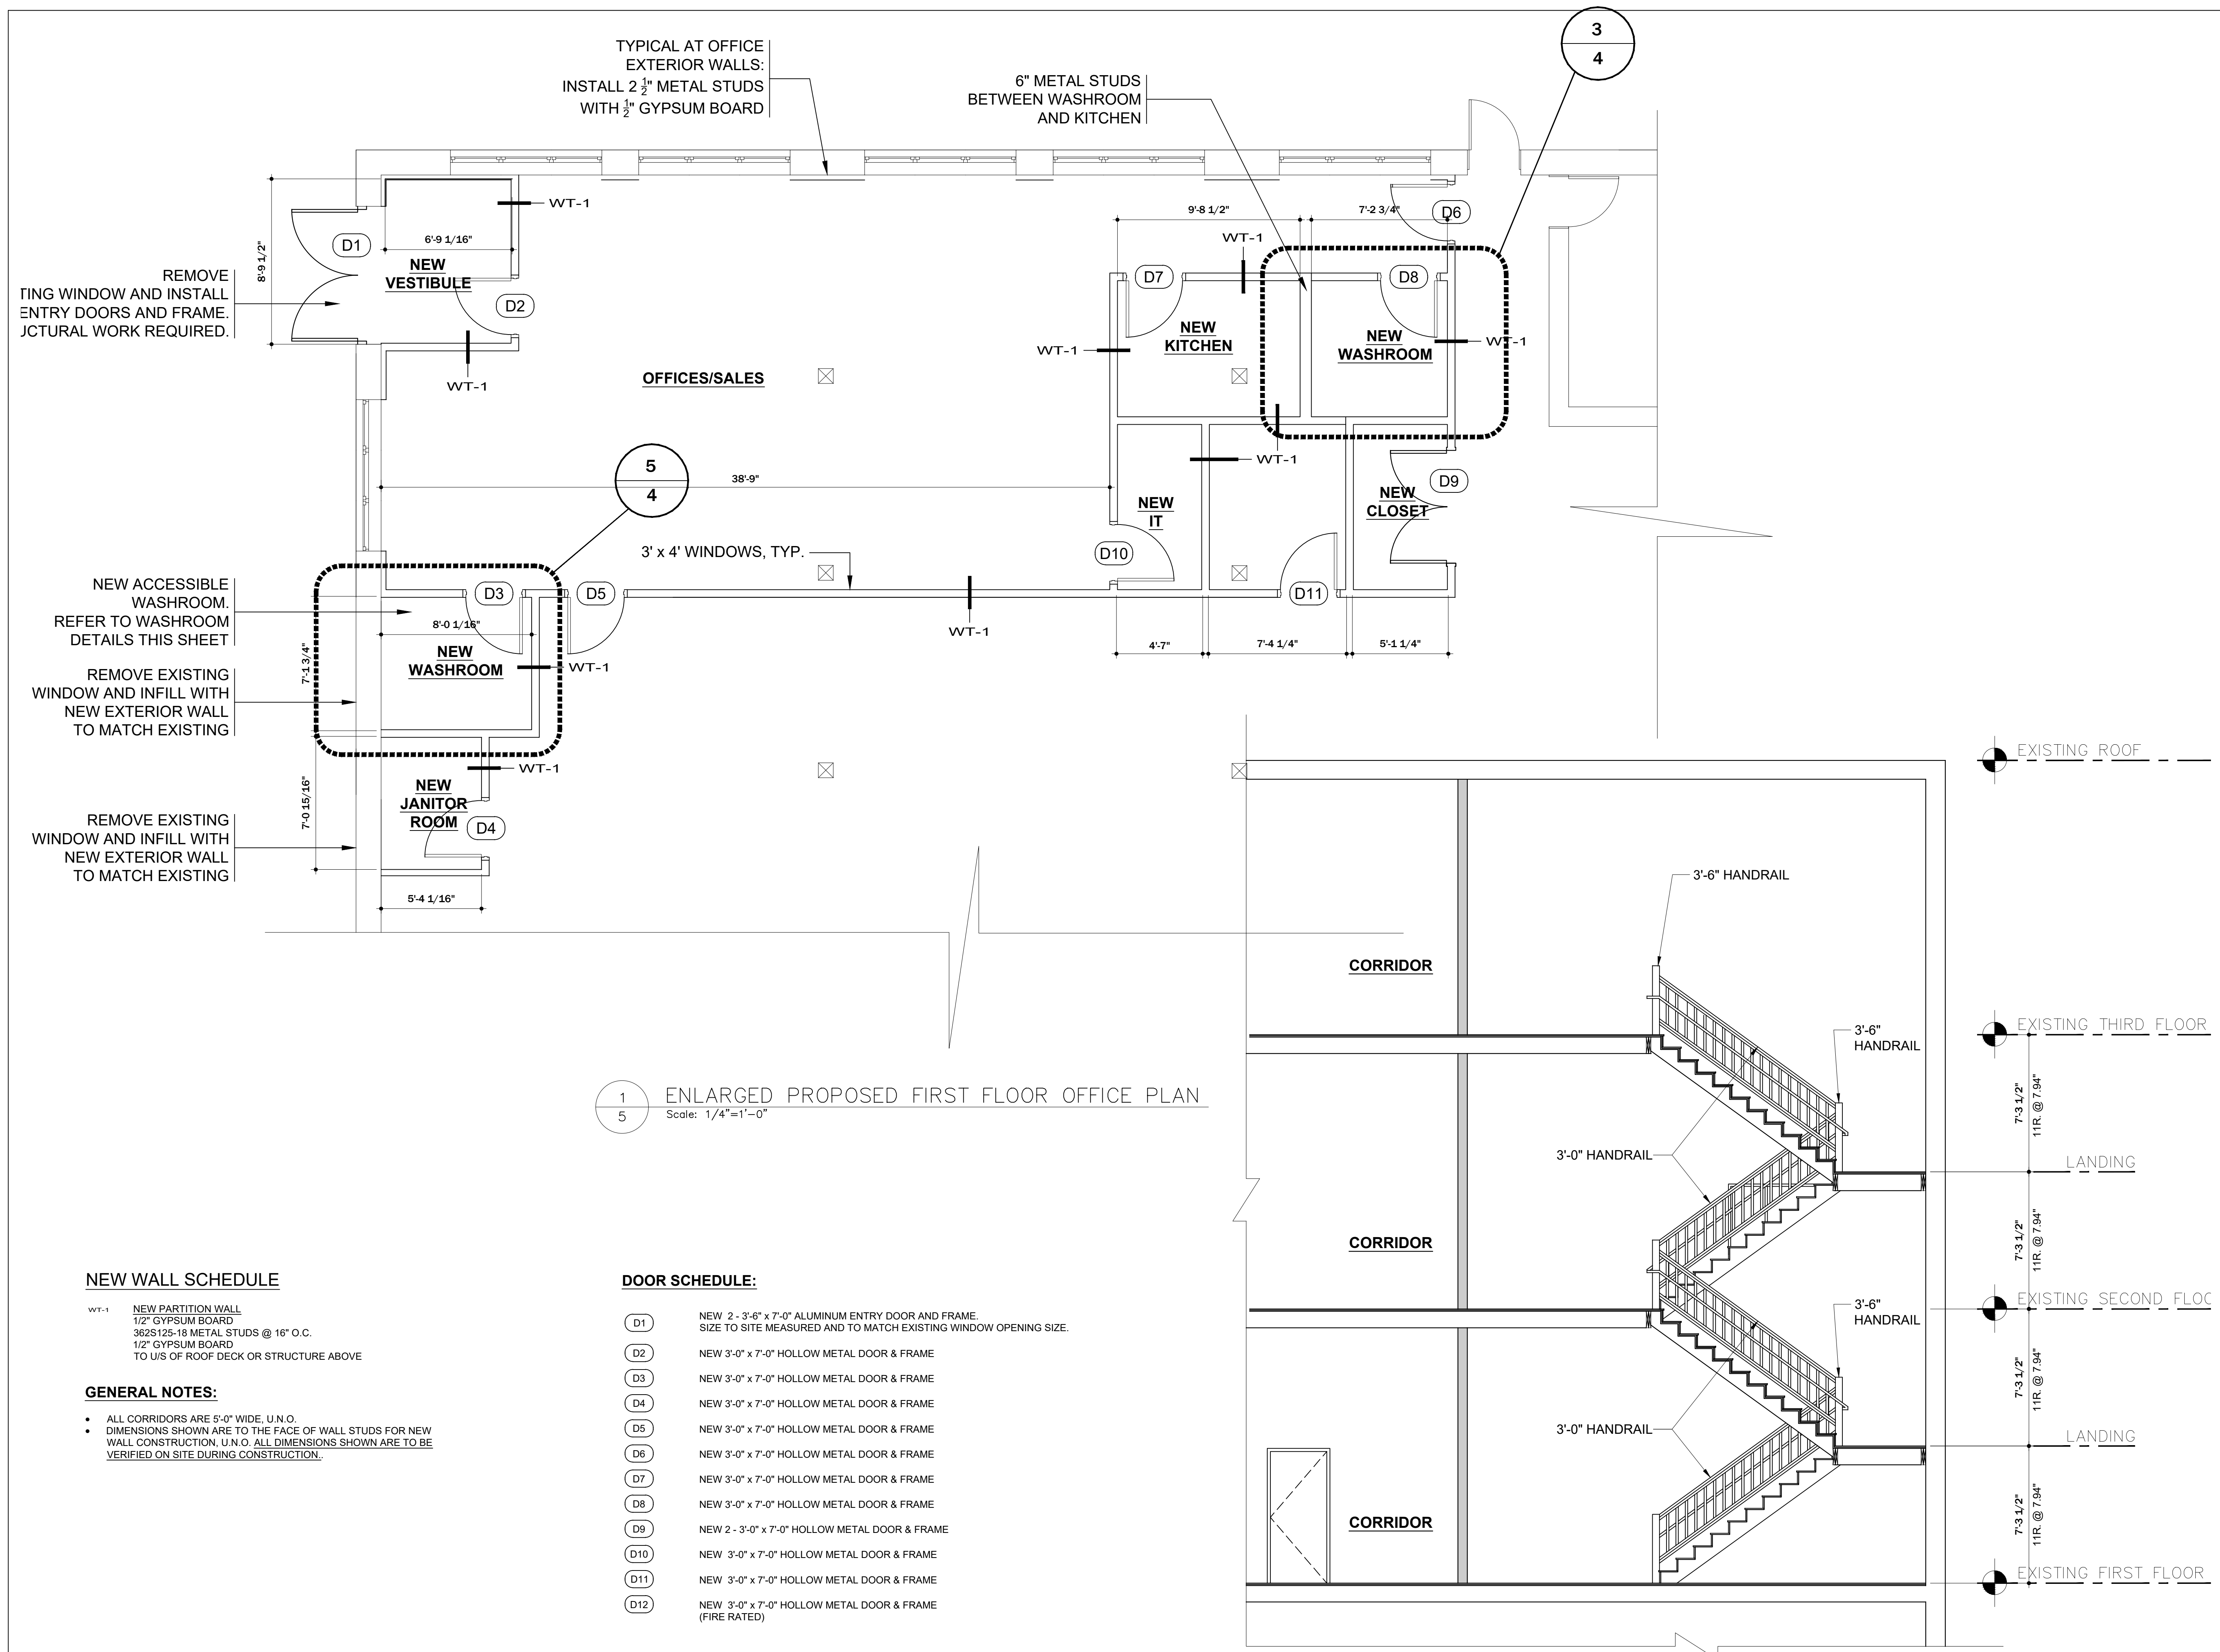 3
4
TYPICAL AT OFFICE
EXTERIOR WALLS:
INSTALL 2 1/2" METAL STUDS
WITH 1/2" GYPSUM BOARD
6" METAL STUDS
BETWEEN WASHROOM
AND KITCHEN
WT-1
9'-8 1/2"
7'-2 3/4"
D6
8'-9 1/2"
D1
6'-9 1/16"
NEW
VESTIBULE
D2
WT-1
REMOVE
TING WINDOW AND INSTALL
ENTRY DOORS AND FRAME.
UCTURAL WORK REQUIRED.
WT-1
D7
D8
NEW
KITCHEN
NEW
WASHROOM
WT-1
WT-1
WT-1
OFFICES/SALES
5
4
38'-9"
D9
NEW
IT
NEW
CLOSET
D10
D11
3' x 4' WINDOWS, TYP.
NEW ACCESSIBLE
WASHROOM.
REFER TO WASHROOM
DETAILS THIS SHEET
D3
D5
8'-0 1/16"
7'-1 3/4"
NEW
WASHROOM
WT-1
WT-1
4'-7"
7'-4 1/4"
5'-1 1/4"
REMOVE EXISTING
WINDOW AND INFILL WITH
NEW EXTERIOR WALL
TO MATCH EXISTING
WT-1
7'-0 15/16"
NEW
JANITOR
ROOM
D4
REMOVE EXISTING
WINDOW AND INFILL WITH
NEW EXTERIOR WALL
TO MATCH EXISTING
5'-4 1/16"
1
5
ENLARGED PROPOSED FIRST FLOOR OFFICE PLAN
Scale: 1/4"=1'-0"
EXISTING ROOF
3'-6" HANDRAIL
CORRIDOR
EXISTING THIRD FLOOR
3'-6"
HANDRAIL
7'-3 1/2"
11R. @ 7.94"
3'-0" HANDRAIL
LANDING
7'-3 1/2"
11R. @ 7.94"
CORRIDOR
EXISTING SECOND FLOO
3'-6"
HANDRAIL
7'-3 1/2"
11R. @ 7.94"
3'-0" HANDRAIL
LANDING
7'-3 1/2"
11R. @ 7.94"
CORRIDOR
EXISTING FIRST FLOOR
NEW WALL SCHEDULE
WT-1
NEW PARTITION WALL
1/2" GYPSUM BOARD
362S125-18 METAL STUDS @ 16" O.C.
1/2" GYPSUM BOARD
TO U/S OF ROOF DECK OR STRUCTURE ABOVE
GENERAL NOTES:
• ALL CORRIDORS ARE 5'-0" WIDE, U.N.O.
• DIMENSIONS SHOWN ARE TO THE FACE OF WALL STUDS FOR NEW
WALL CONSTRUCTION, U.N.O. ALL DIMENSIONS SHOWN ARE TO BE
VERIFIED ON SITE DURING CONSTRUCTION..
DOOR SCHEDULE:
D1 NEW 2 - 3'-6" x 7'-0" ALUMINUM ENTRY DOOR AND FRAME.
SIZE TO SITE MEASURED AND TO MATCH EXISTING WINDOW OPENING SIZE.
D2 NEW 3'-0" x 7'-0" HOLLOW METAL DOOR & FRAME
D3 NEW 3'-0" x 7'-0" HOLLOW METAL DOOR & FRAME
D4 NEW 3'-0" x 7'-0" HOLLOW METAL DOOR & FRAME
D5 NEW 3'-0" x 7'-0" HOLLOW METAL DOOR & FRAME
D6 NEW 3'-0" x 7'-0" HOLLOW METAL DOOR & FRAME
D7 NEW 3'-0" x 7'-0" HOLLOW METAL DOOR & FRAME
D8 NEW 3'-0" x 7'-0" HOLLOW METAL DOOR & FRAME
D9 NEW 2 - 3'-0" x 7'-0" HOLLOW METAL DOOR & FRAME
D10 NEW 3'-0" x 7'-0" HOLLOW METAL DOOR & FRAME
D11 NEW 3'-0" x 7'-0" HOLLOW METAL DOOR & FRAME
D12 NEW 3'-0" x 7'-0" HOLLOW METAL DOOR & FRAME
(FIRE RATED)